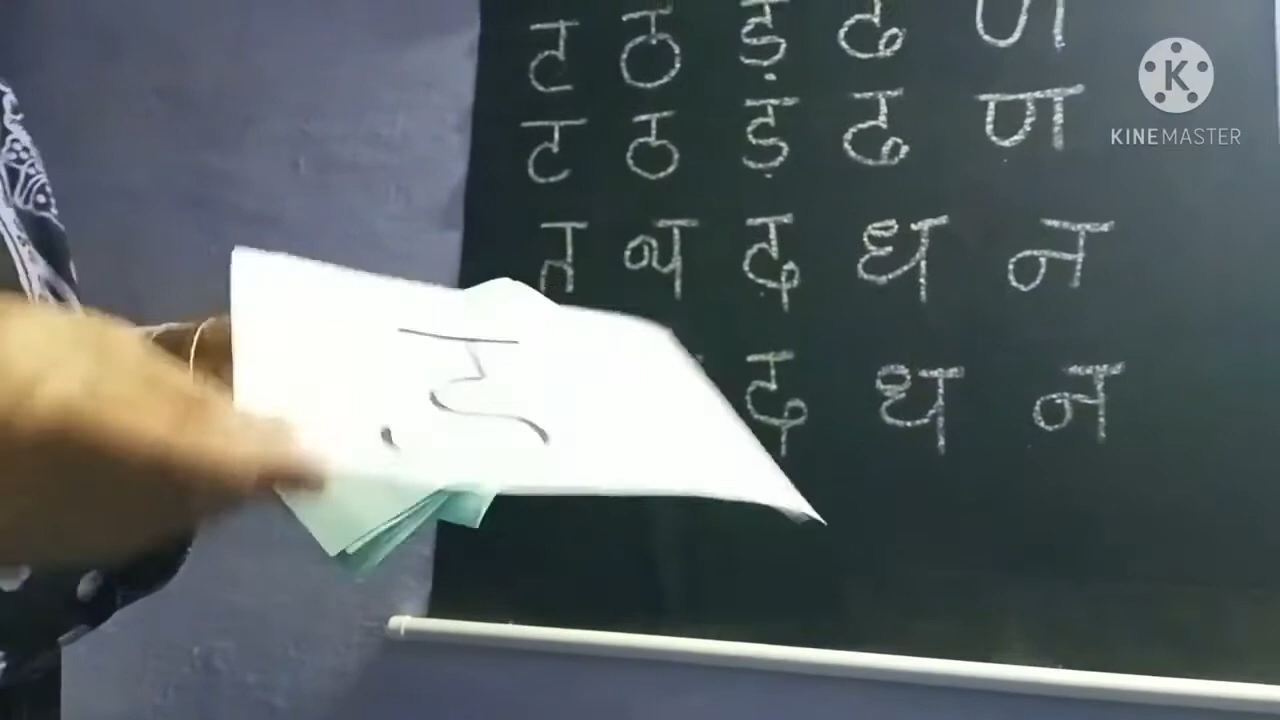 ट ठ ड़ ढ ण
ट ठ ड़ ढ ण
त थ द ध न
द ध न
K
KINEMASTER